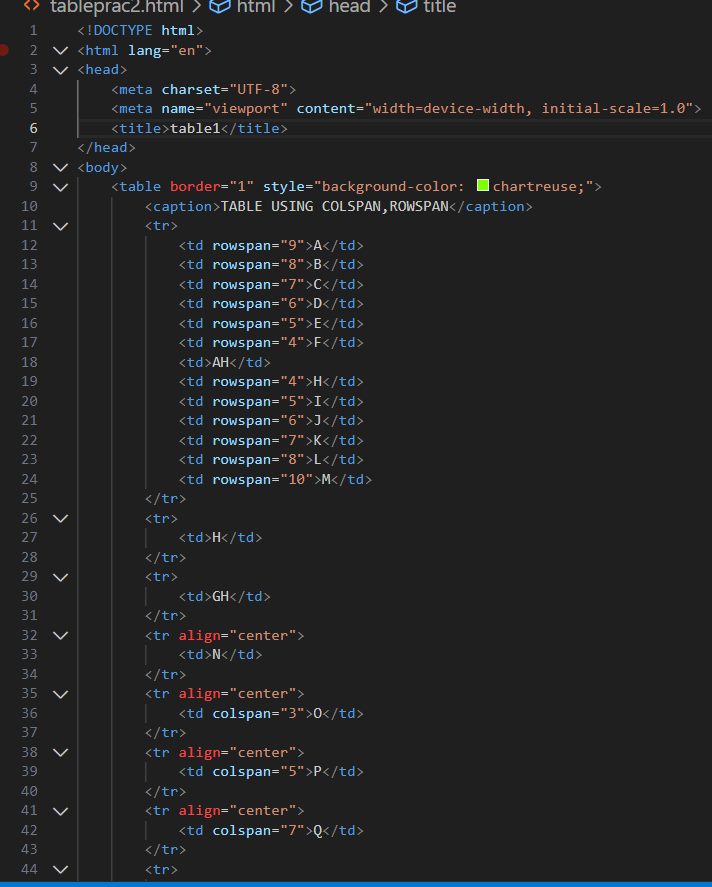 tableprac2.html > html > head > title
1 <!DOCTYPE html>
2 <html lang="en">
3 <head>
4 <meta charset="UTF-8">
5 <meta name="viewport" content="width=device-width, initial-scale=1.0">
6 <title>table1</title>
7 </head>
8 <body>
9 <table border="1" style="background-color: chartreuse;">
10 <caption>TABLE USING COLSPAN,ROWSPAN</caption>
11 <tr>
12 <td rowspan="9">A</td>
13 <td rowspan="8">B</td>
14 <td rowspan="7">C</td>
15 <td rowspan="6">D</td>
16 <td rowspan="5">E</td>
17 <td rowspan="4">F</td>
18 <td>AH</td>
19 <td rowspan="4">H</td>
20 <td rowspan="5">I</td>
21 <td rowspan="6">J</td>
22 <td rowspan="7">K</td>
23 <td rowspan="8">L</td>
24 <td rowspan="10">M</td>
25 </tr>
26 <tr>
27 <td>H</td>
28 </tr>
29 <tr>
30 <td>GH</td>
31 </tr>
32 <tr align="center">
33 <td>N</td>
34 </tr>
35 <tr align="center">
36 <td colspan="3">O</td>
37 </tr>
38 <tr align="center">
39 <td colspan="5">P</td>
40 </tr>
41 <tr align="center">
42 <td colspan="7">Q</td>
43 </tr>
44 <tr>